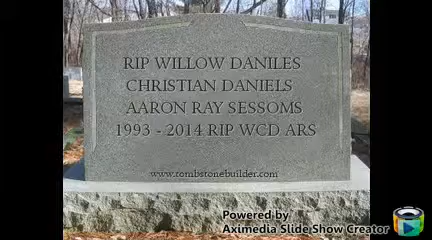 RIP WILLOW DANILES
CHRISTIAN DANIELS
AARON RAY SESSOMS
1993 - 2014 RIP WCD ARS
www.tombstonebuilder.com
Powered by
Aximedia Slide Show Creator